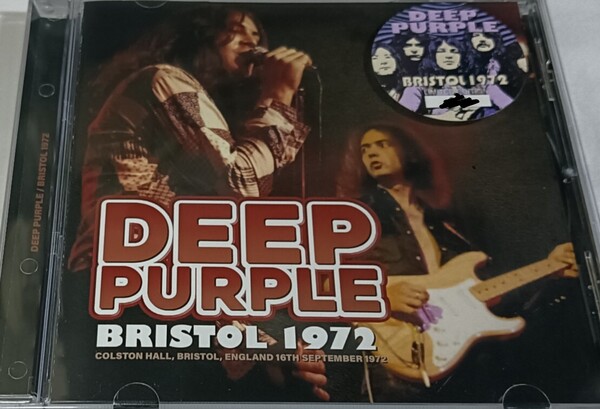 DEEP PURPLE / BRISTOL 1972
DEEP
PURPLE
BRISTOL 1972
DEEP
PURPLE
BRISTOL 1972
COLSTON HALL, BRISTOL, ENGLAND 16TH SEPTEMBER 1972